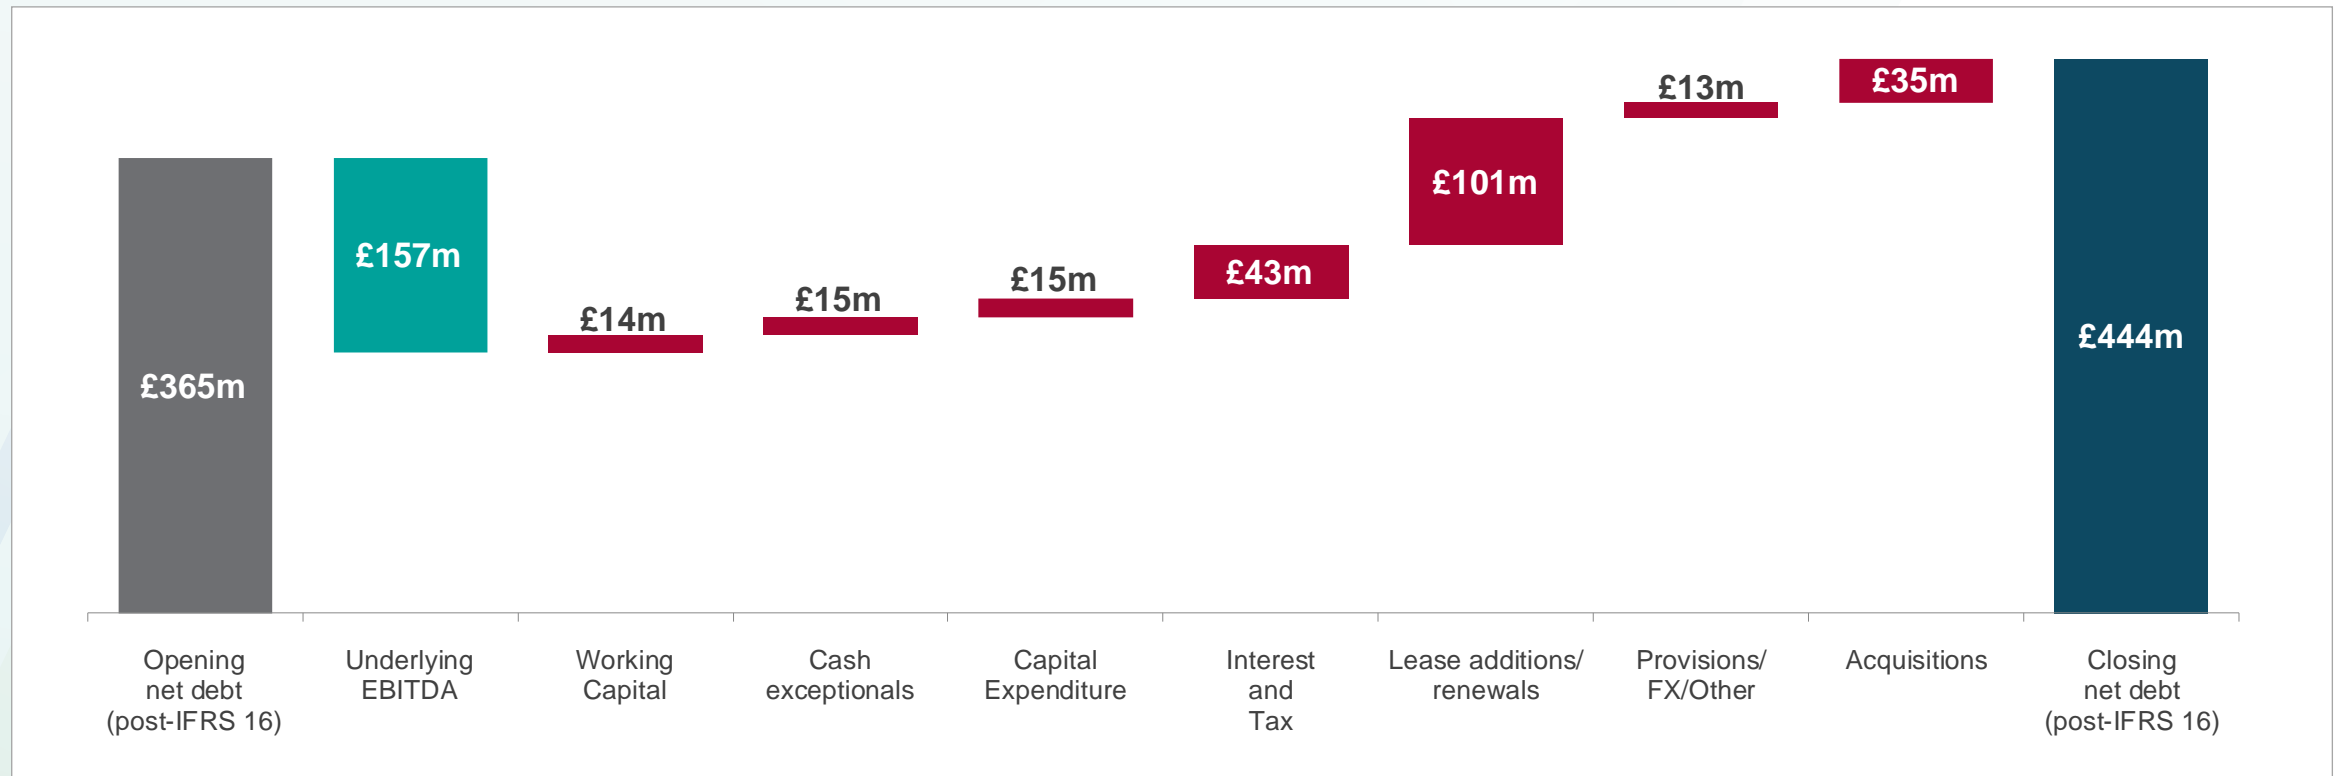 £365m
£157m
£14m
£15m
£15m
£43m
£101m
£13m
£35m
£444m
Opening
net debt
(post-IFRS 16)
Underlying
EBITDA
Working
Capital
Cash
exceptionals
Capital
Expenditure
Interest
and
Tax
Lease additions/
renewals
Provisions/
FX/Other
Acquisitions
Closing
net debt
(post-IFRS 16)